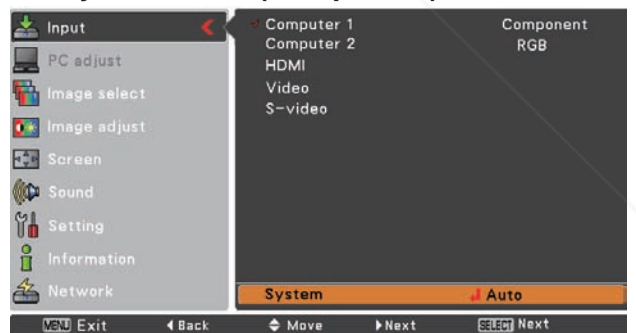 Input
PC adjust
Image select
Image adjust
Screen
Sound
Setting
Information
Network
Computer 1 Component
Computer 2 RGB
HDMI
Video
S-video
System Auto
MENU Exit Back Move Next SELECT Next